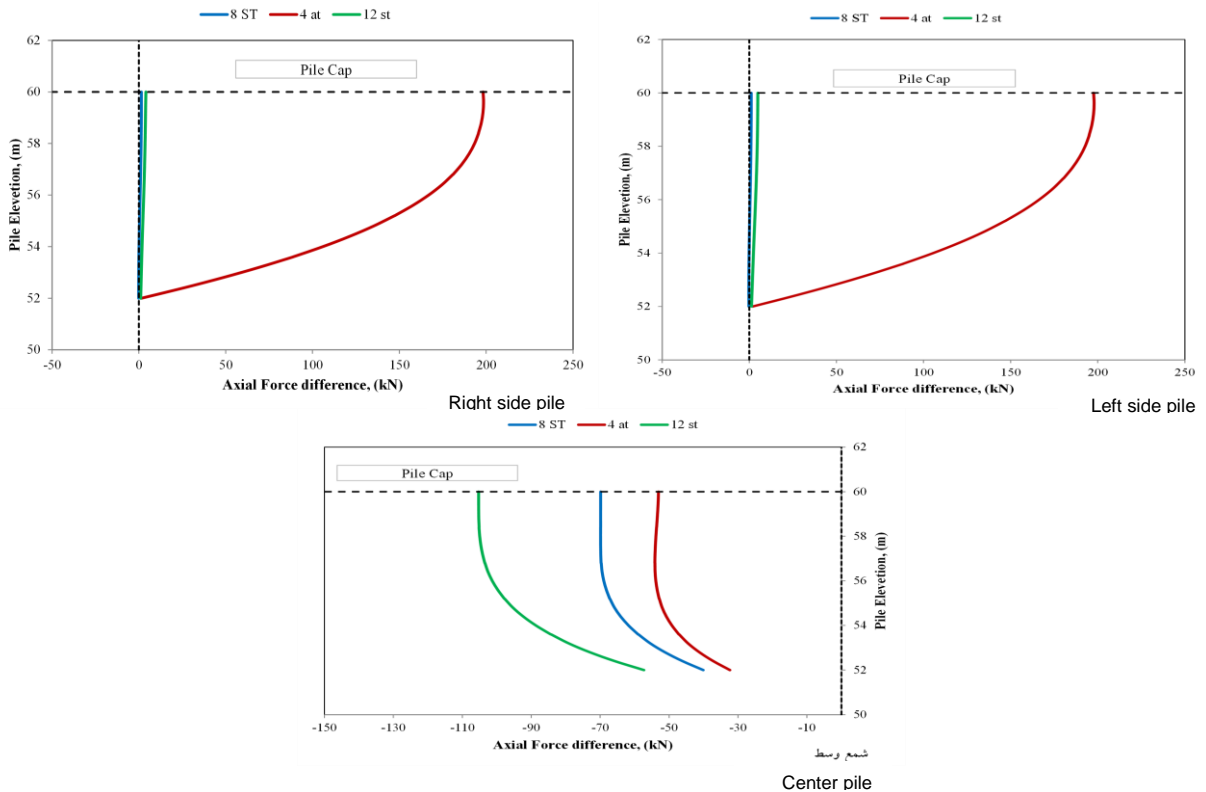 8 ST 4 at 12 st
62
60
58
56
54
52
50
Pile Elevetion, (m)
Pile Cap
-50 0 50 100 150 200 250
Axial Force difference, (kN)
Right side pile
8 ST 4 at 12 st
62
60
58
56
54
52
50
Pile Elevetion, (m)
Pile Cap
-50 0 50 100 150 200 250
Axial Force difference, (kN)
Left side pile
8 ST 4 at 12 st
Pile Cap
62
60
58
56
54
52
50
Pile Elevetion, (m)
-150 -130 -110 -90 -70 -50 -30 -10
Axial Force difference, (kN)
شمع وسط
Center pile